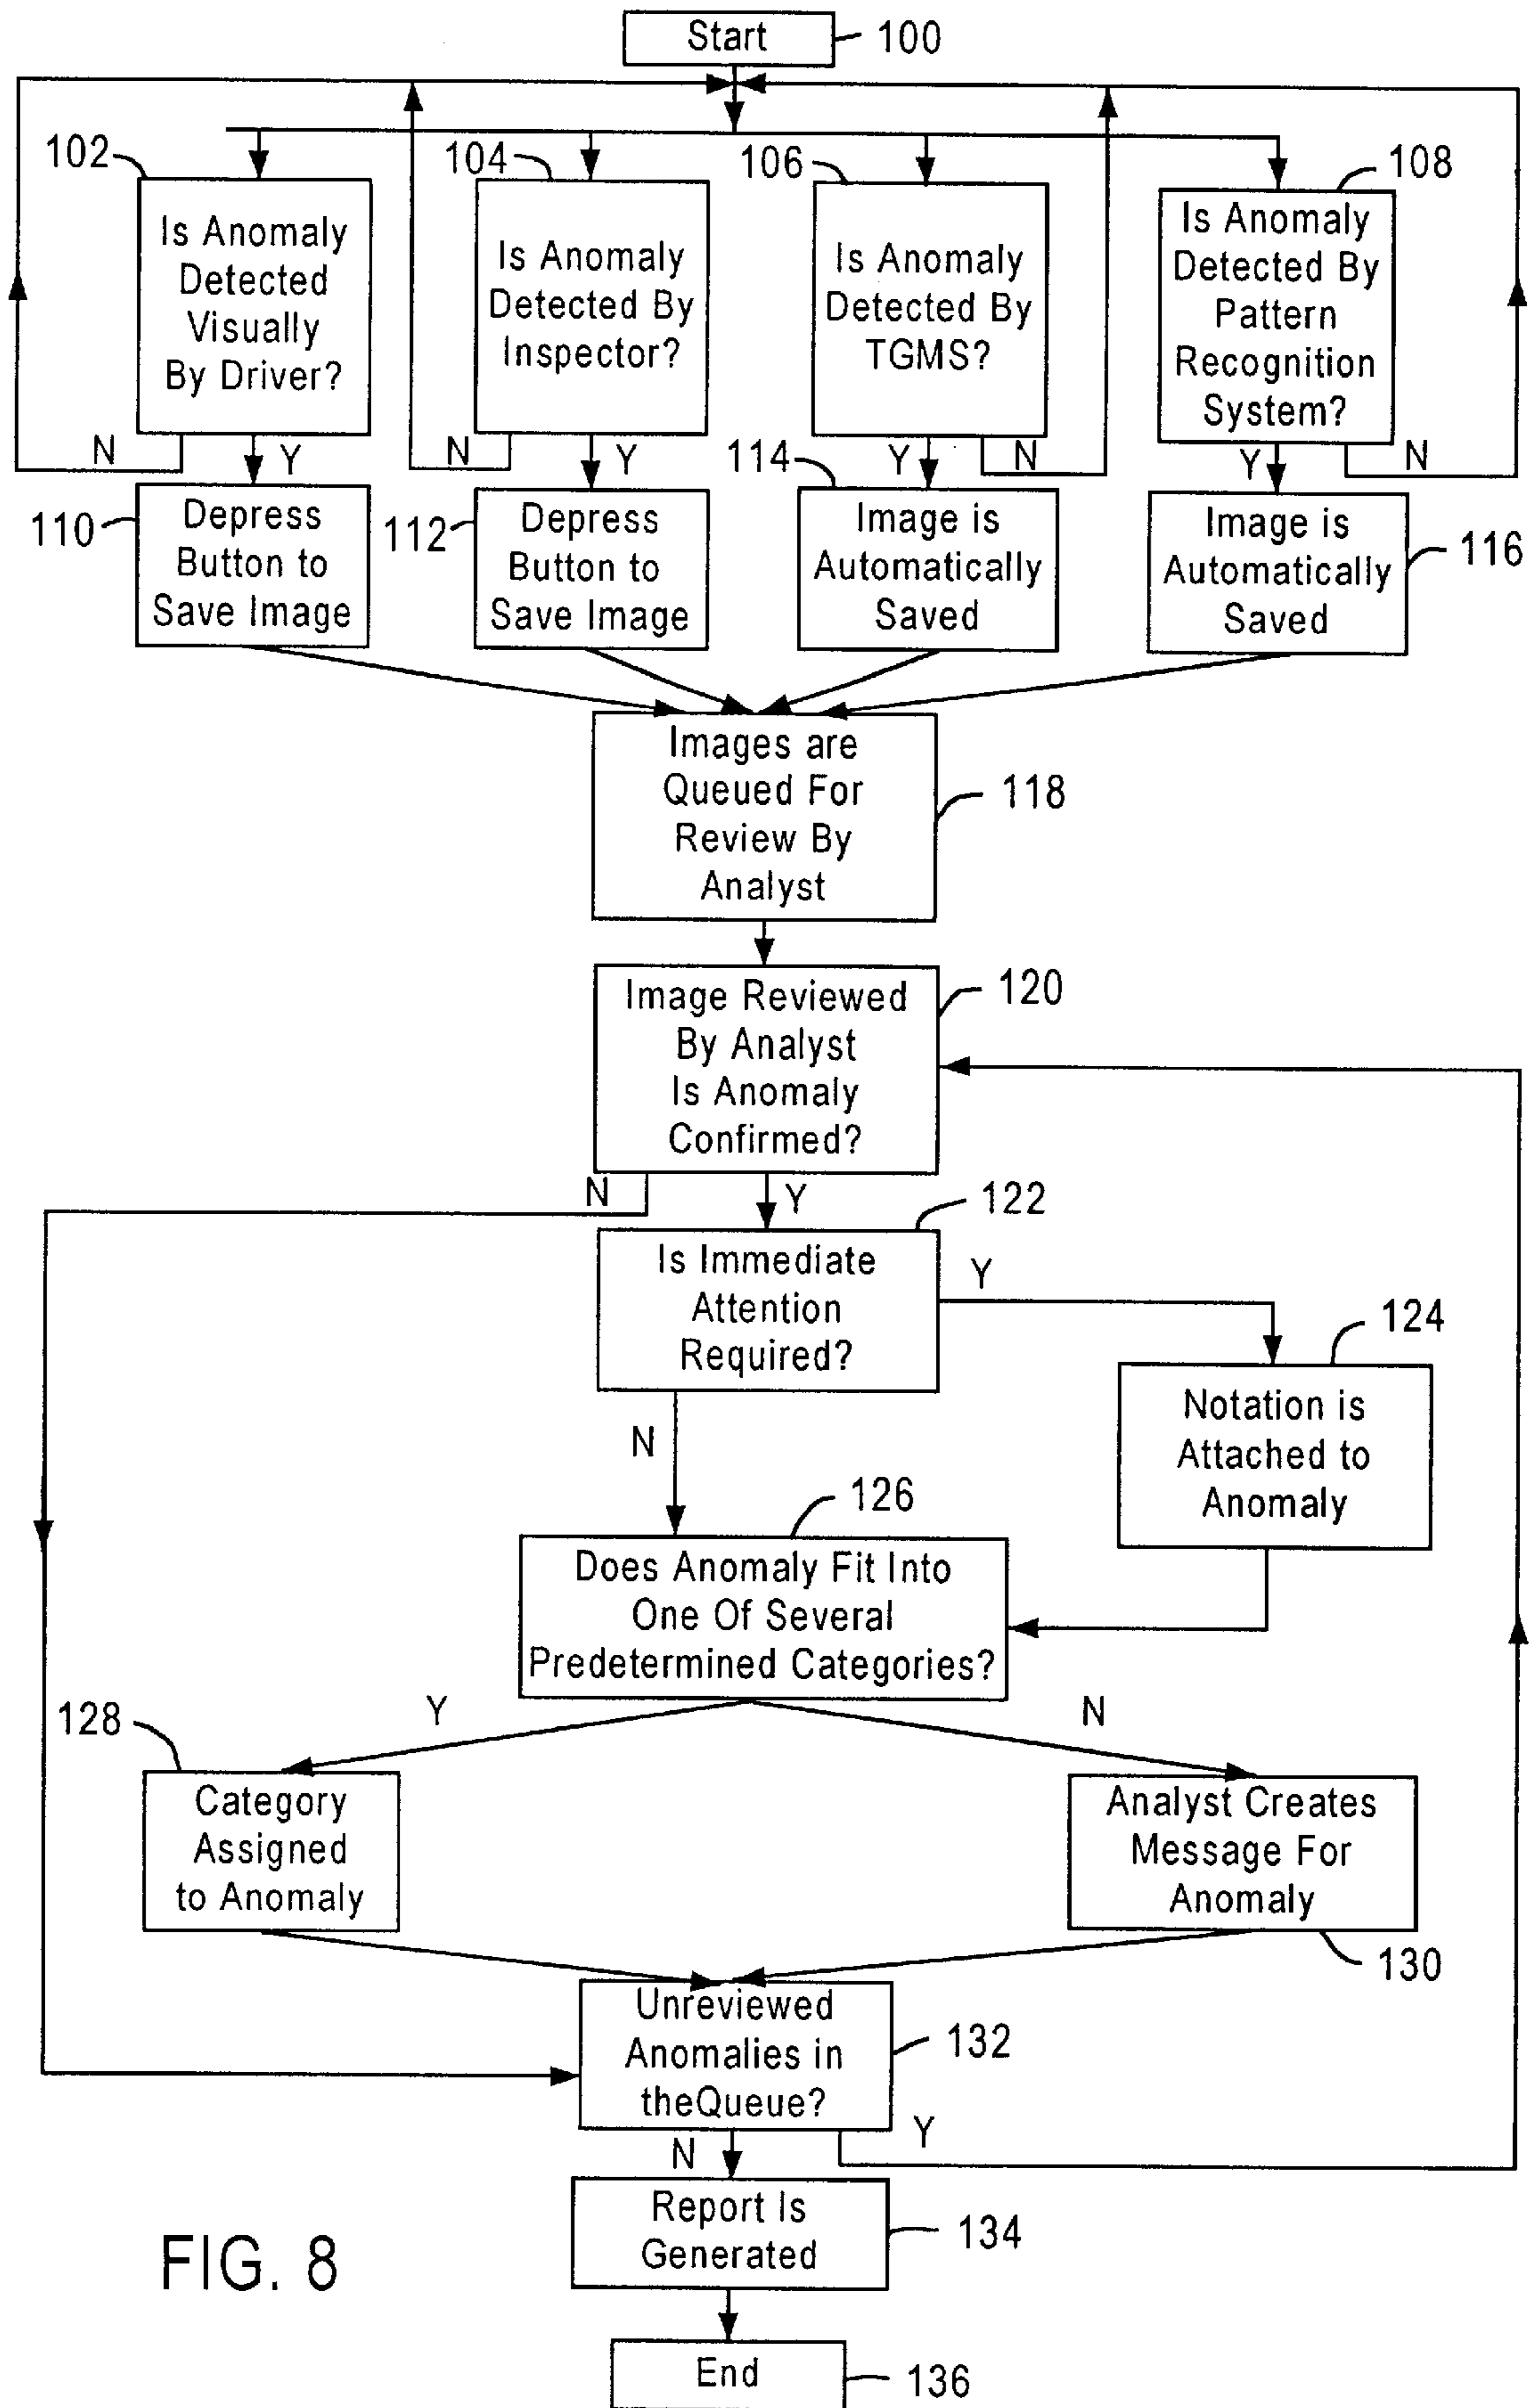 Start
100
102
104
106
108
Is Anomaly
Detected
Visually
By Driver?
Is Anomaly
Detected By
Inspector?
Is Anomaly
Detected By
TGMS?
Is Anomaly
Detected By
Pattern
Recognition
System?
N
Y
N
Y
Y
N
Y
N
110
Depress
Button to
Save Image
112
Depress
Button to
Save Image
114
Image is
Automatically
Saved
116
Image is
Automatically
Saved
Images are
Queued For
Review By
Analyst
118
Image Reviewed
By Analyst
Is Anomaly
Confirmed?
120
N
Y
122
Is Immediate
Attention
Required?
Y
N
124
Notation is
Attached to
Anomaly
126
Does Anomaly Fit Into
One Of Several
Predetermined Categories?
Y
N
128
Category
Assigned
to Anomaly
Analyst Creates
Message For
Anomaly
130
Unreviewed
Anomalies in
theQueue?
132
N
Y
Report Is
Generated
134
FIG. 8
End
136